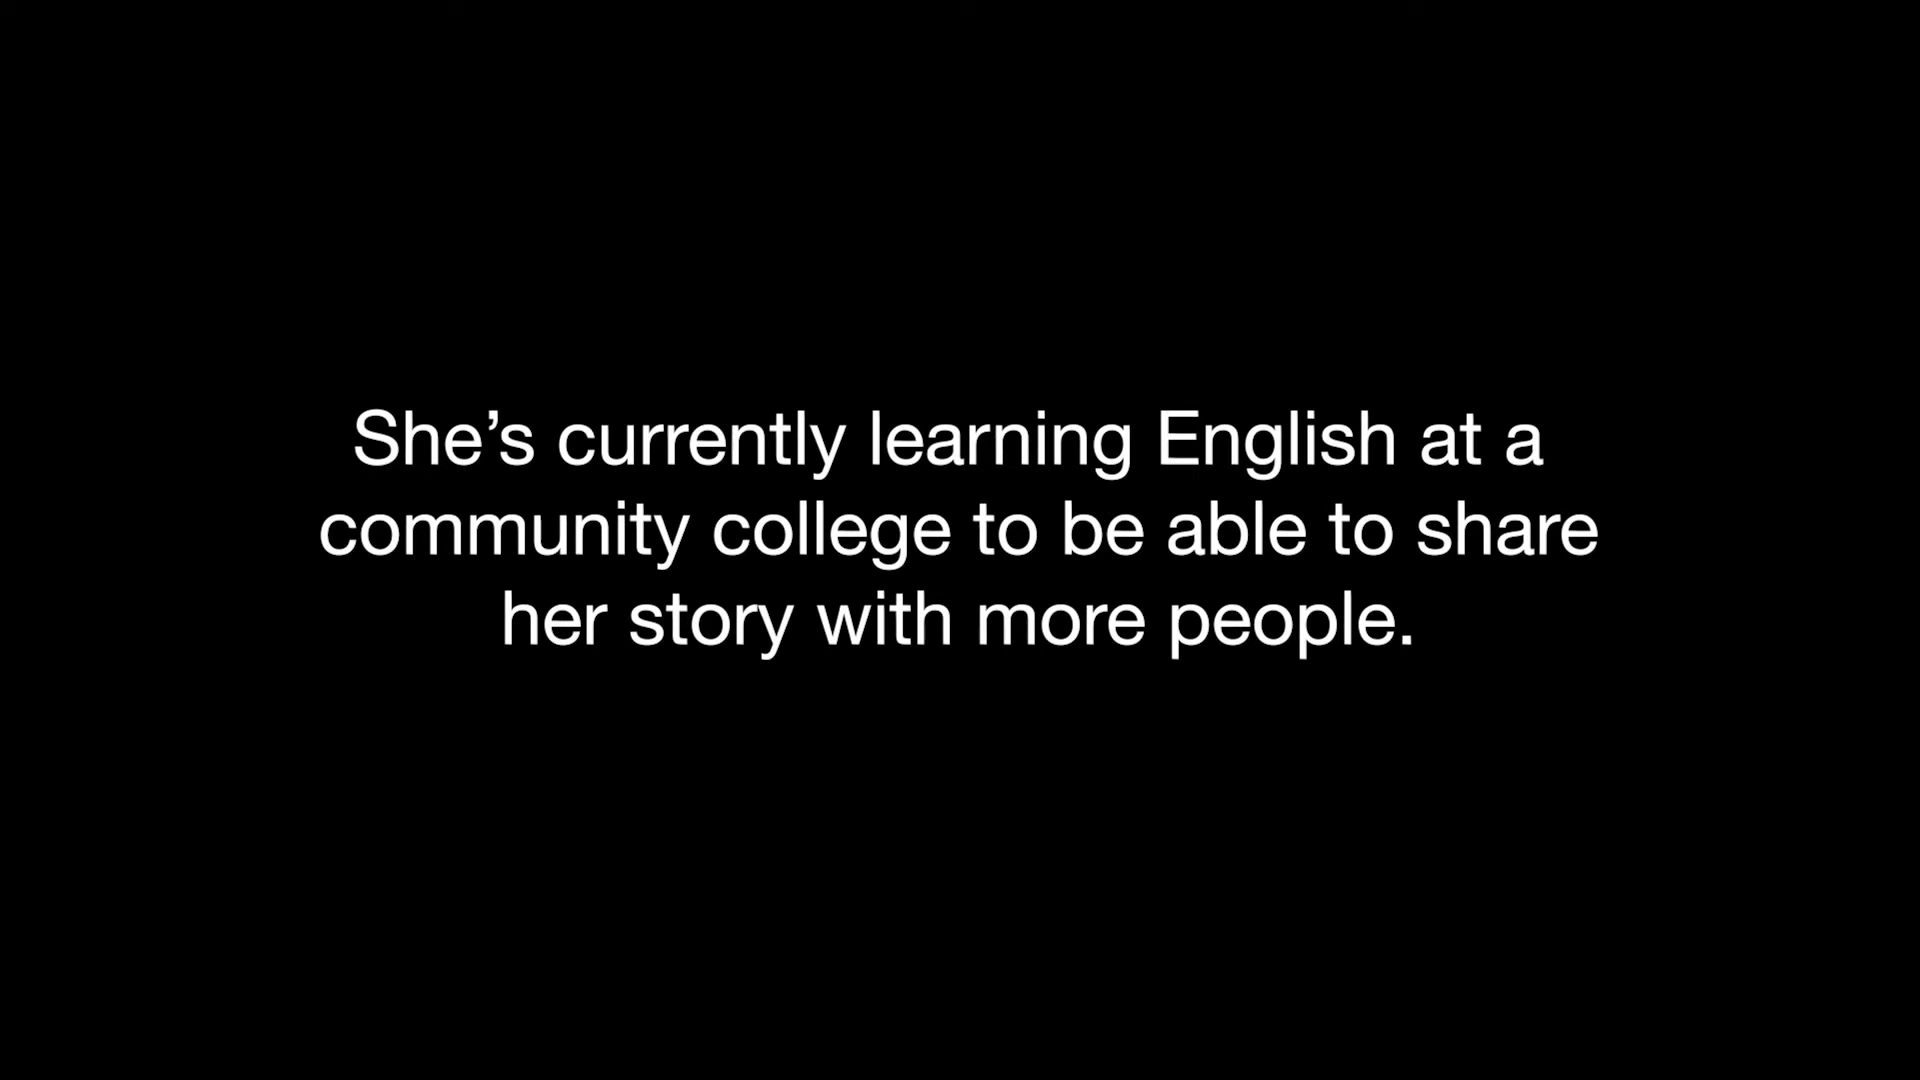 She’s currently learning English at a
community college to be able to share
her story with more people.